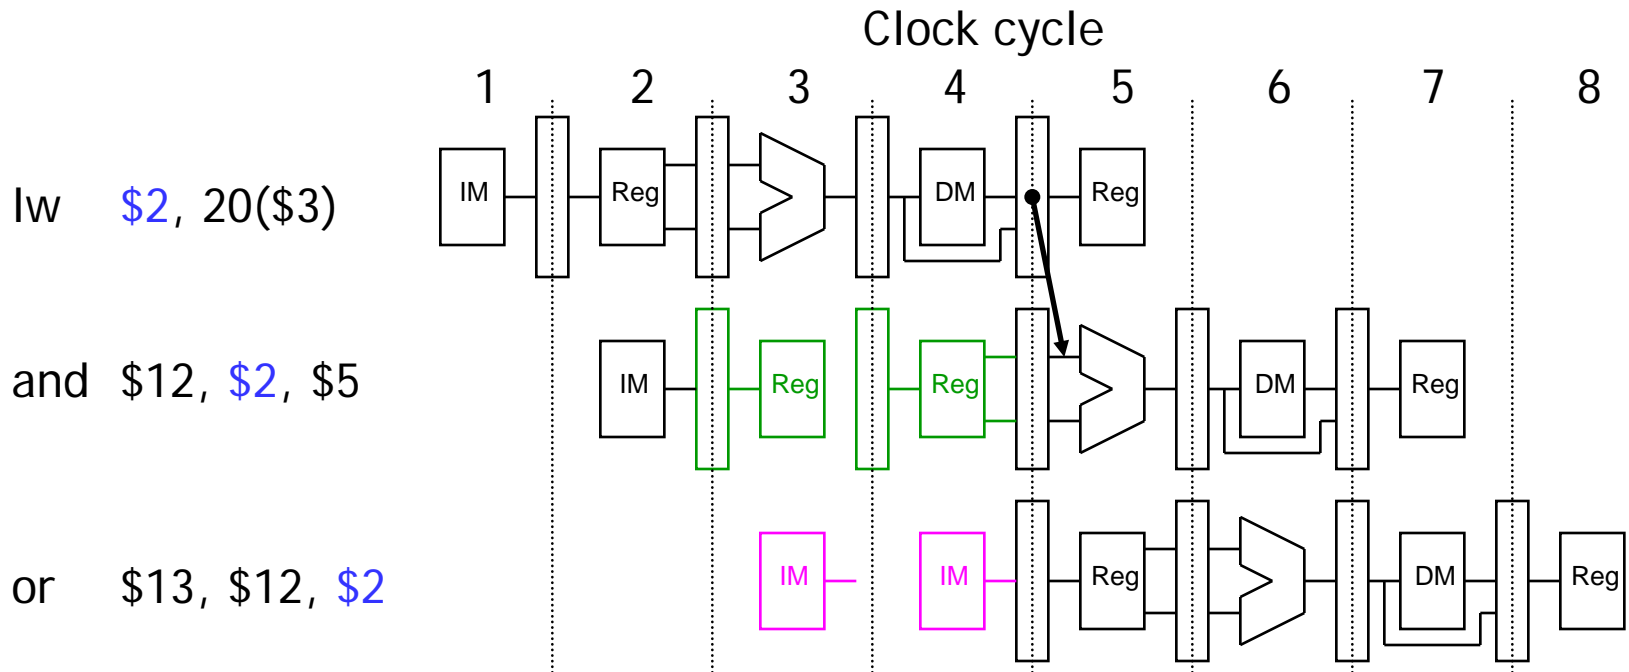 Clock cycle
1 2 3 4 5 6 7 8
lw $2, 20($3) IM Reg DM Reg
and $12, $2, $5 IM Reg Reg DM Reg
or $13, $12, $2 IM IM Reg DM Reg